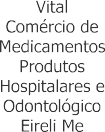 Vital
Comércio de
Medicamentos
Produtos
Hospitalares e
Odontológico
Eireli Me